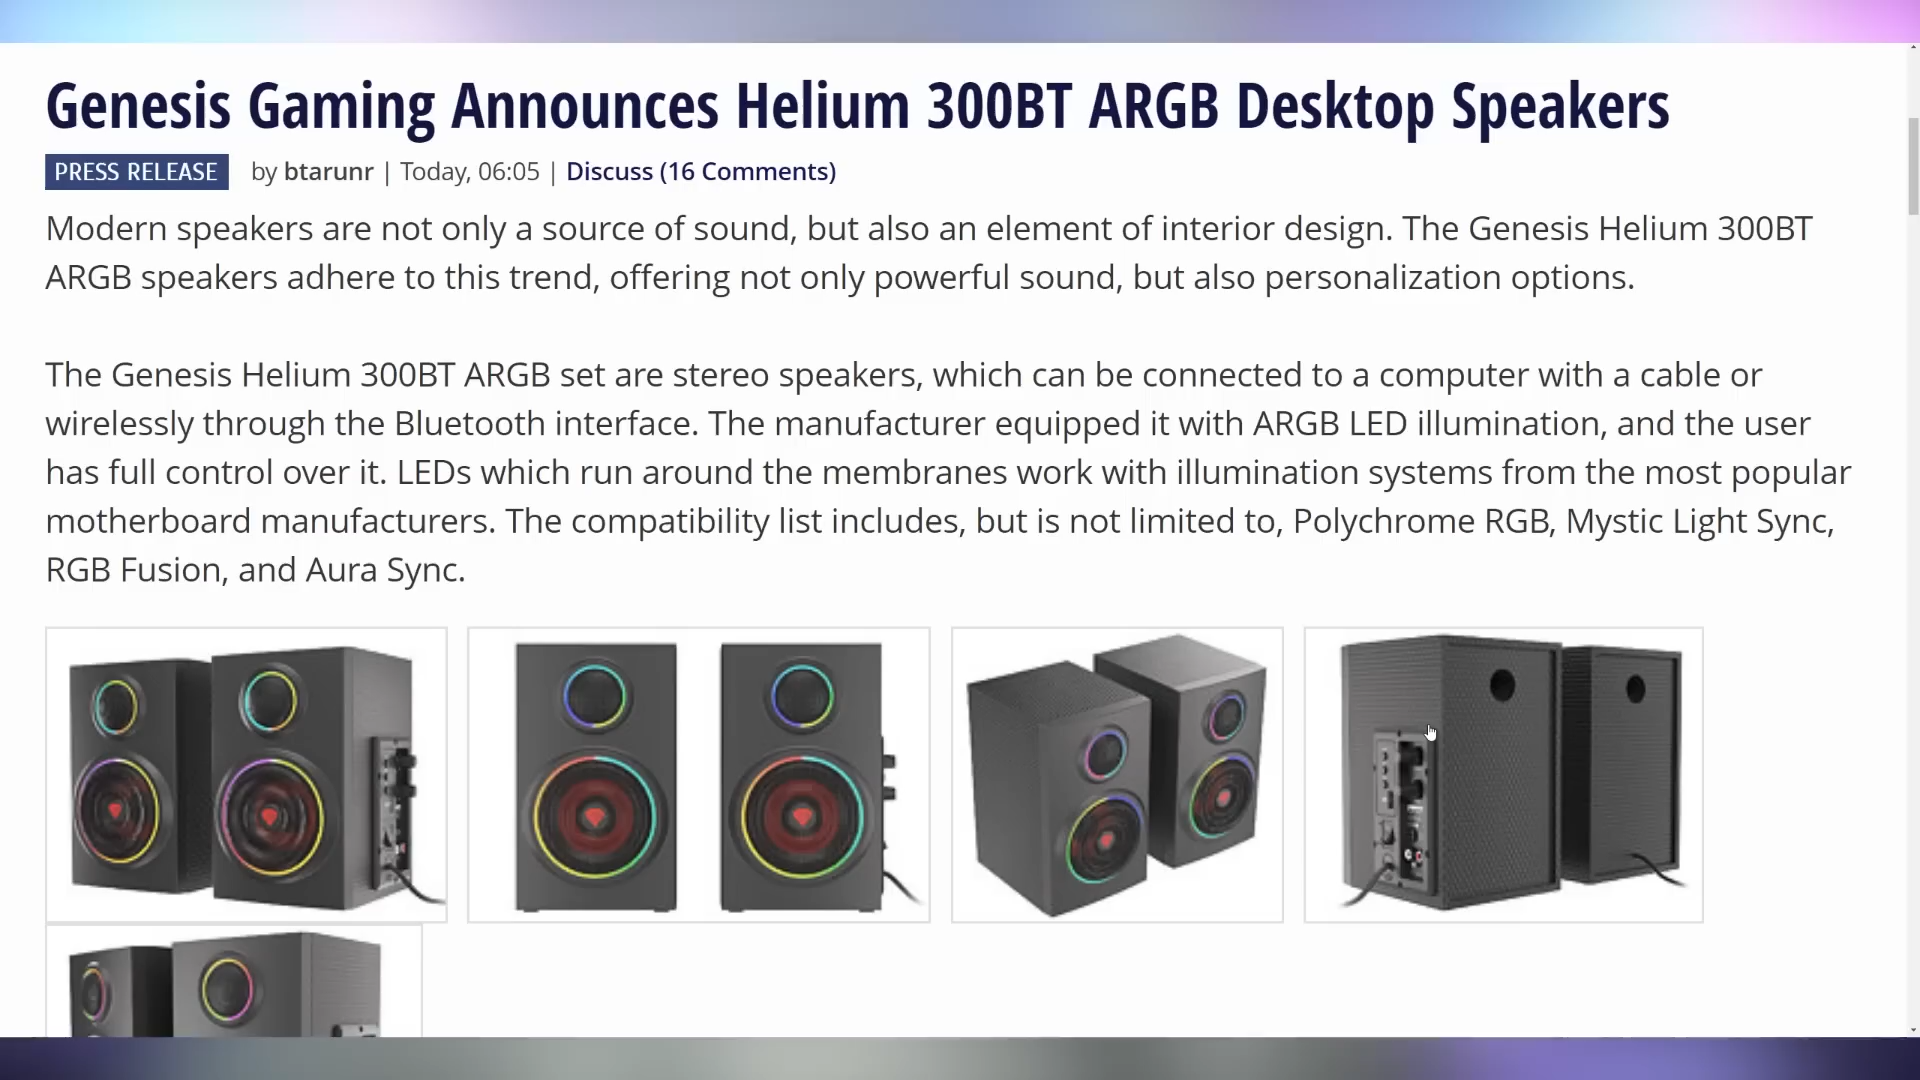 Genesis Gaming Announces Helium 300BT ARGB Desktop Speakers
PRESS RELEASE by btarunr | Today, 06:05 | Discuss (16 Comments)
Modern speakers are not only a source of sound, but also an element of interior design. The Genesis Helium 300BT
ARGB speakers adhere to this trend, offering not only powerful sound, but also personalization options.
The Genesis Helium 300BT ARGB set are stereo speakers, which can be connected to a computer with a cable or
wirelessly through the Bluetooth interface. The manufacturer equipped it with ARGB LED illumination, and the user
has full control over it. LEDs which run around the membranes work with illumination systems from the most popular
motherboard manufacturers. The compatibility list includes, but is not limited to, Polychrome RGB, Mystic Light Sync,
RGB Fusion, and Aura Sync.